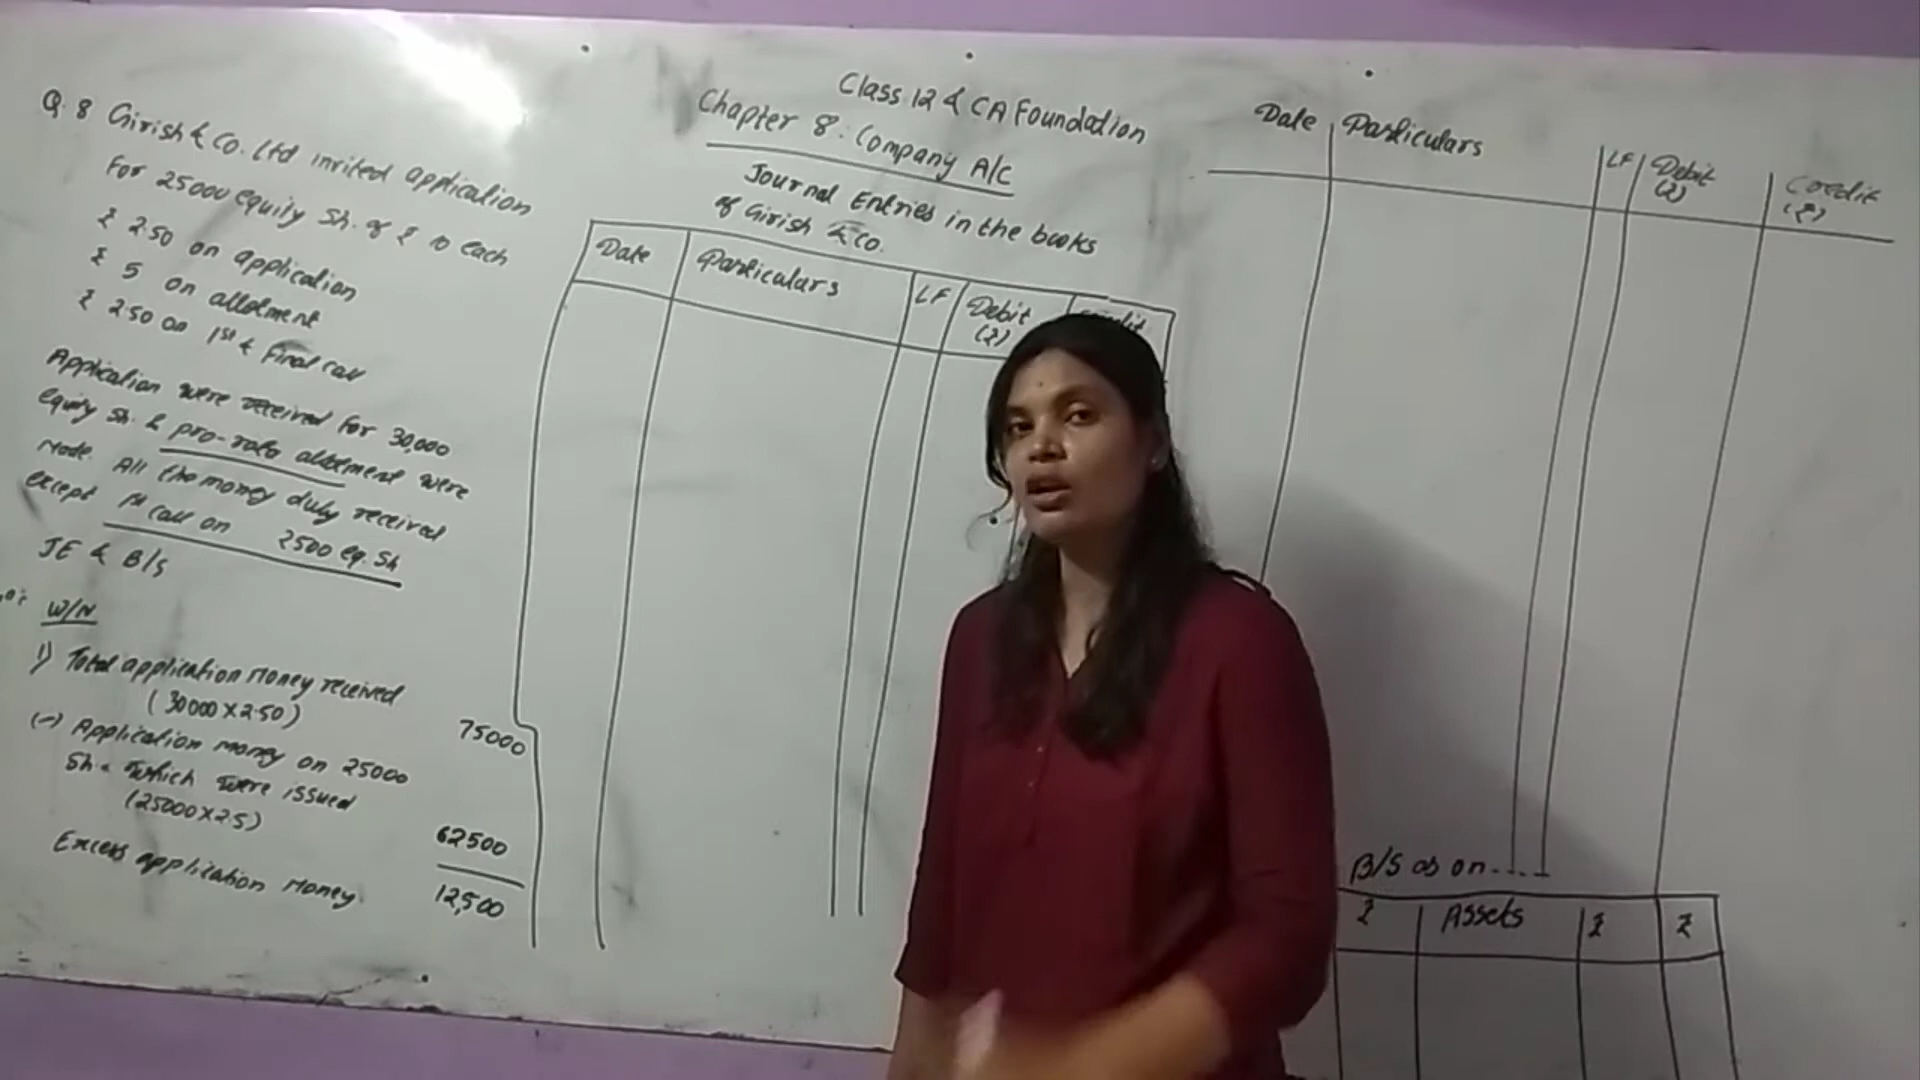 Class 12 & CA Foundation
Chapter 8. Company A/c
Q.8 Girish & Co. Ltd invited application
for 25000 equity Sh. of ₹ 10 each
₹ 2.50 on application
₹ 5 on allotment
₹ 2.50 on 1st & Final call
Application were received for 30,000
equity sh. & pro-rata allotment were
made. All the money duly received
except 1st call on 2500 eq. Sh
JE & B/S
W/N
1) Total application Money received
(30000 X 2.50) 75000
(-) Application money on 25000
Sh. which were issued
(25000 X 2.5) 62500
Excess application Money 12,500
Journal Entries in the books
of Girish & Co.
Date Particulars LF Debit
(₹)
Date Particulars LF Debit (₹) Credit (₹)
B/S as on....
₹ Assets ₹ ₹